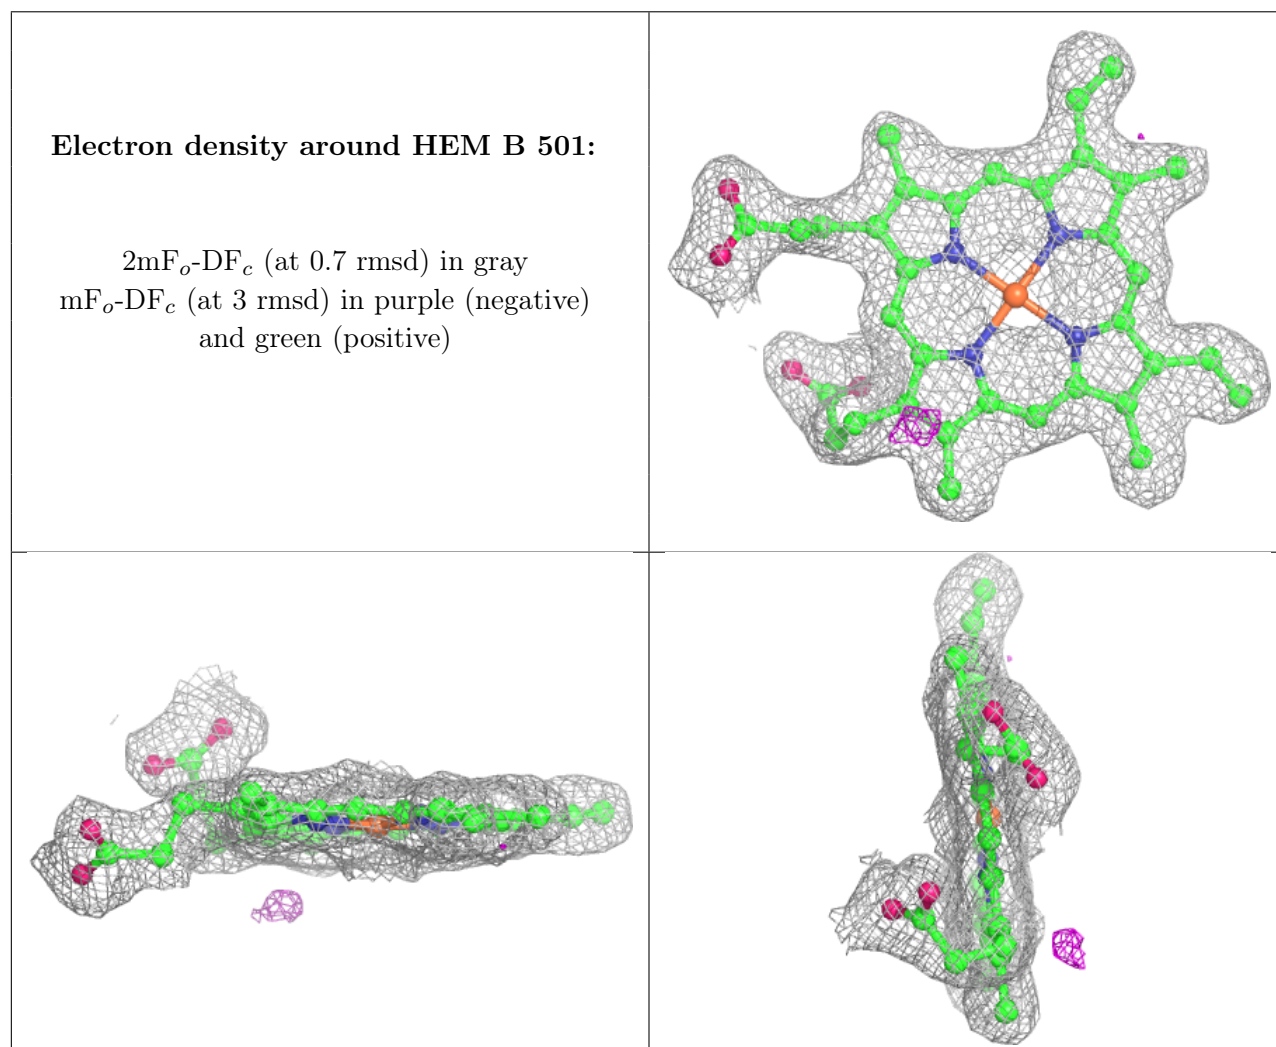 Electron density around HEM B 501:
2mFo-DFc (at 0.7 rmsd) in gray
mFo-DFc (at 3 rmsd) in purple (negative)
and green (positive)